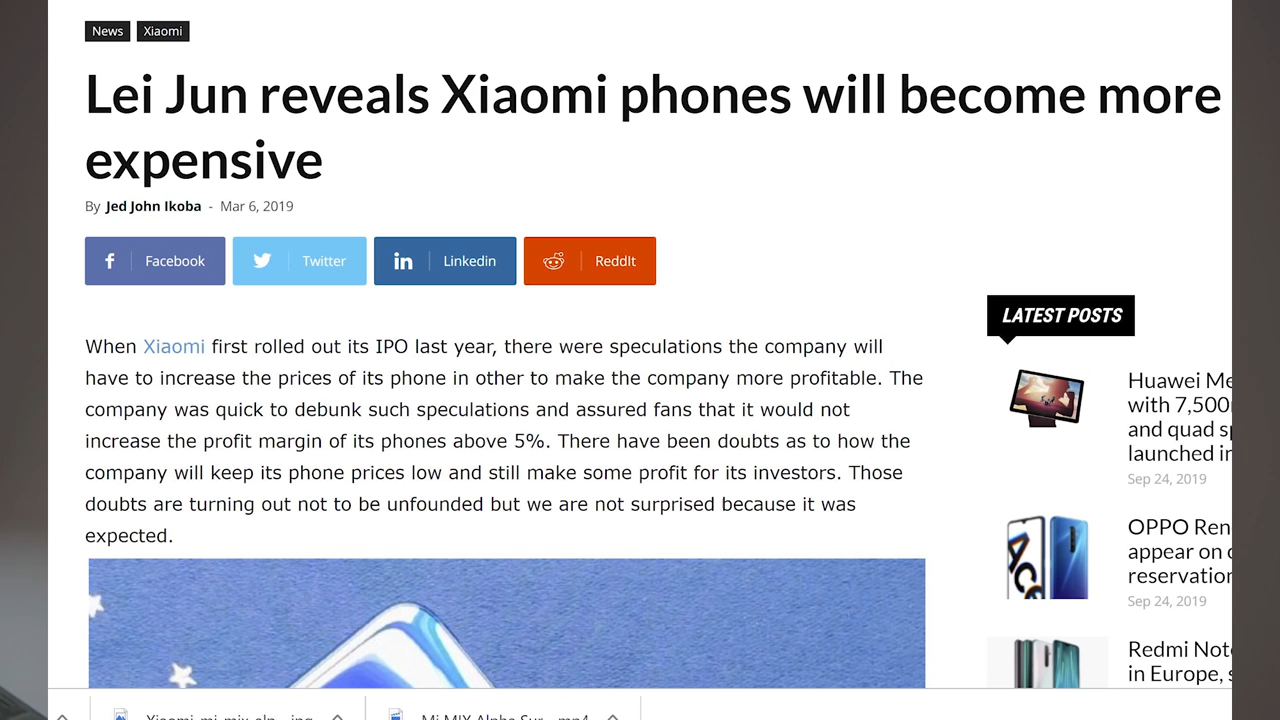 News
Xiaomi
Lei Jun reveals Xiaomi phones will become more
expensive
By Jed John Ikoba - Mar 6, 2019
Facebook
Twitter
Linkedin
ReddIt
LATEST POSTS
When Xiaomi first rolled out its IPO last year, there were speculations the company will
have to increase the prices of its phone in other to make the company more profitable. The
company was quick to debunk such speculations and assured fans that it would not
increase the profit margin of its phones above 5%. There have been doubts as to how the
company will keep its phone prices low and still make some profit for its investors. Those
doubts are turning out not to be unfounded but we are not surprised because it was
expected.
Huawei Me
with 7,500
and quad sp
launched in
Sep 24, 2019
OPPO Ren
appear on
reservation
Sep 24, 2019
Redmi Not
in Europe,